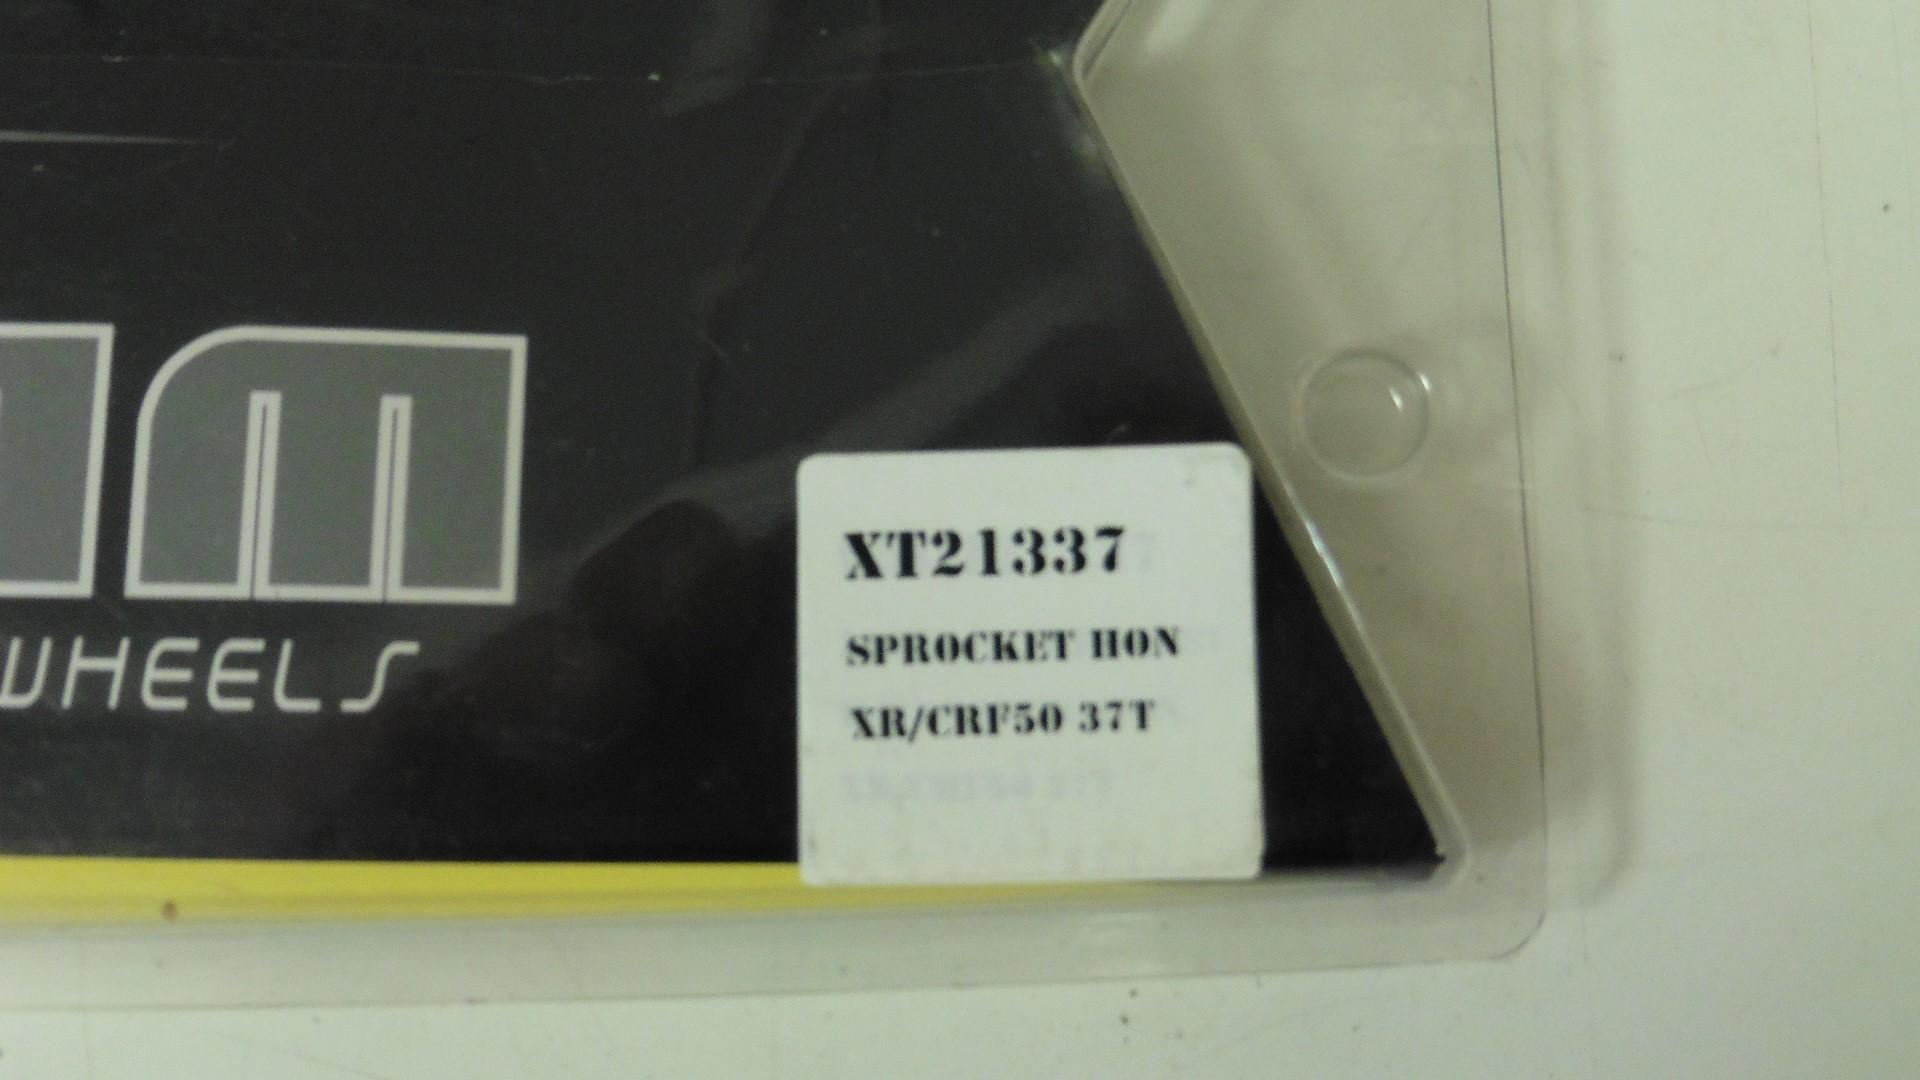 WHEELS
XT21337
SPROCKET HON
XR/CRF50 37T